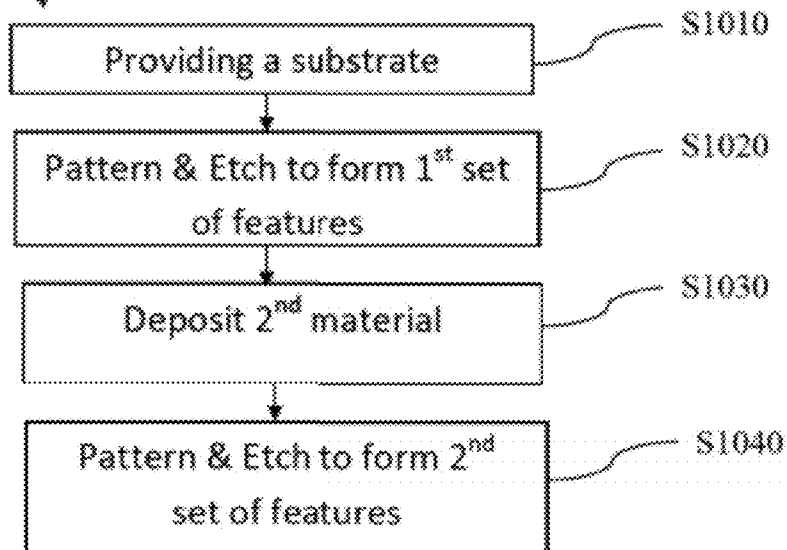 Providing a substrate
S1010
Pattern & Etch to form 1st set
of features
S1020
Deposit 2nd material
S1030
Pattern & Etch to form 2nd
set of features
S1040